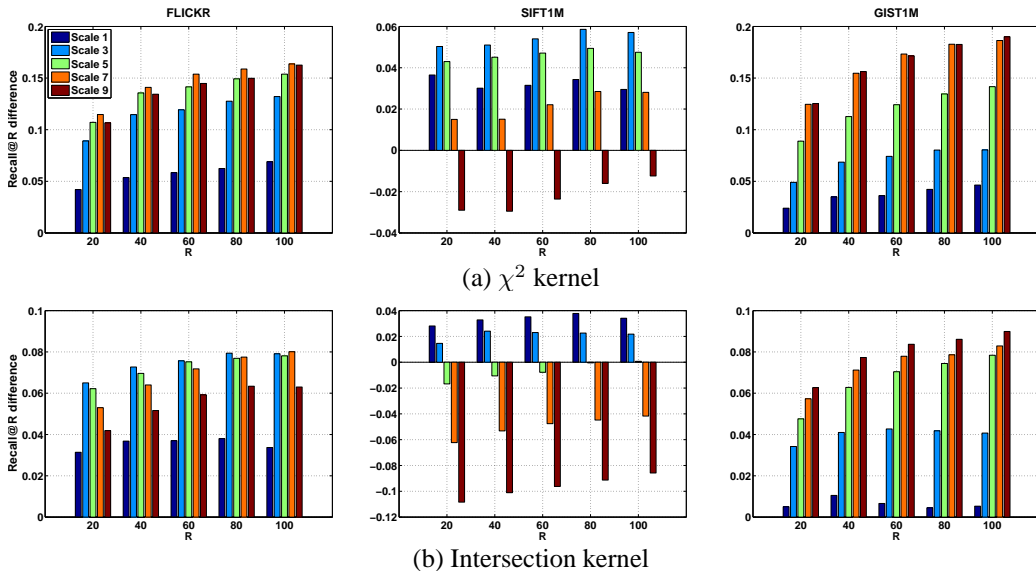 FLICKR
SIFT1M
GIST1M
Recall@R difference
0.2
0.15
0.1
0.05
0
Scale 1
Scale 3
Scale 5
Scale 7
Scale 9
20 40 60 80 100
R
0.06
0.04
0.02
0
−0.02
−0.04
20 40 60 80 100
R
0.2
0.15
0.1
0.05
0
20 40 60 80 100
R
(a) χ² kernel
Recall@R difference
0.1
0.08
0.06
0.04
0.02
0
20 40 60 80 100
R
0.04
0.02
0
−0.02
−0.04
−0.06
−0.08
−0.1
−0.12
20 40 60 80 100
R
0.1
0.08
0.06
0.04
0.02
0
20 40 60 80 100
R
(b) Intersection kernel